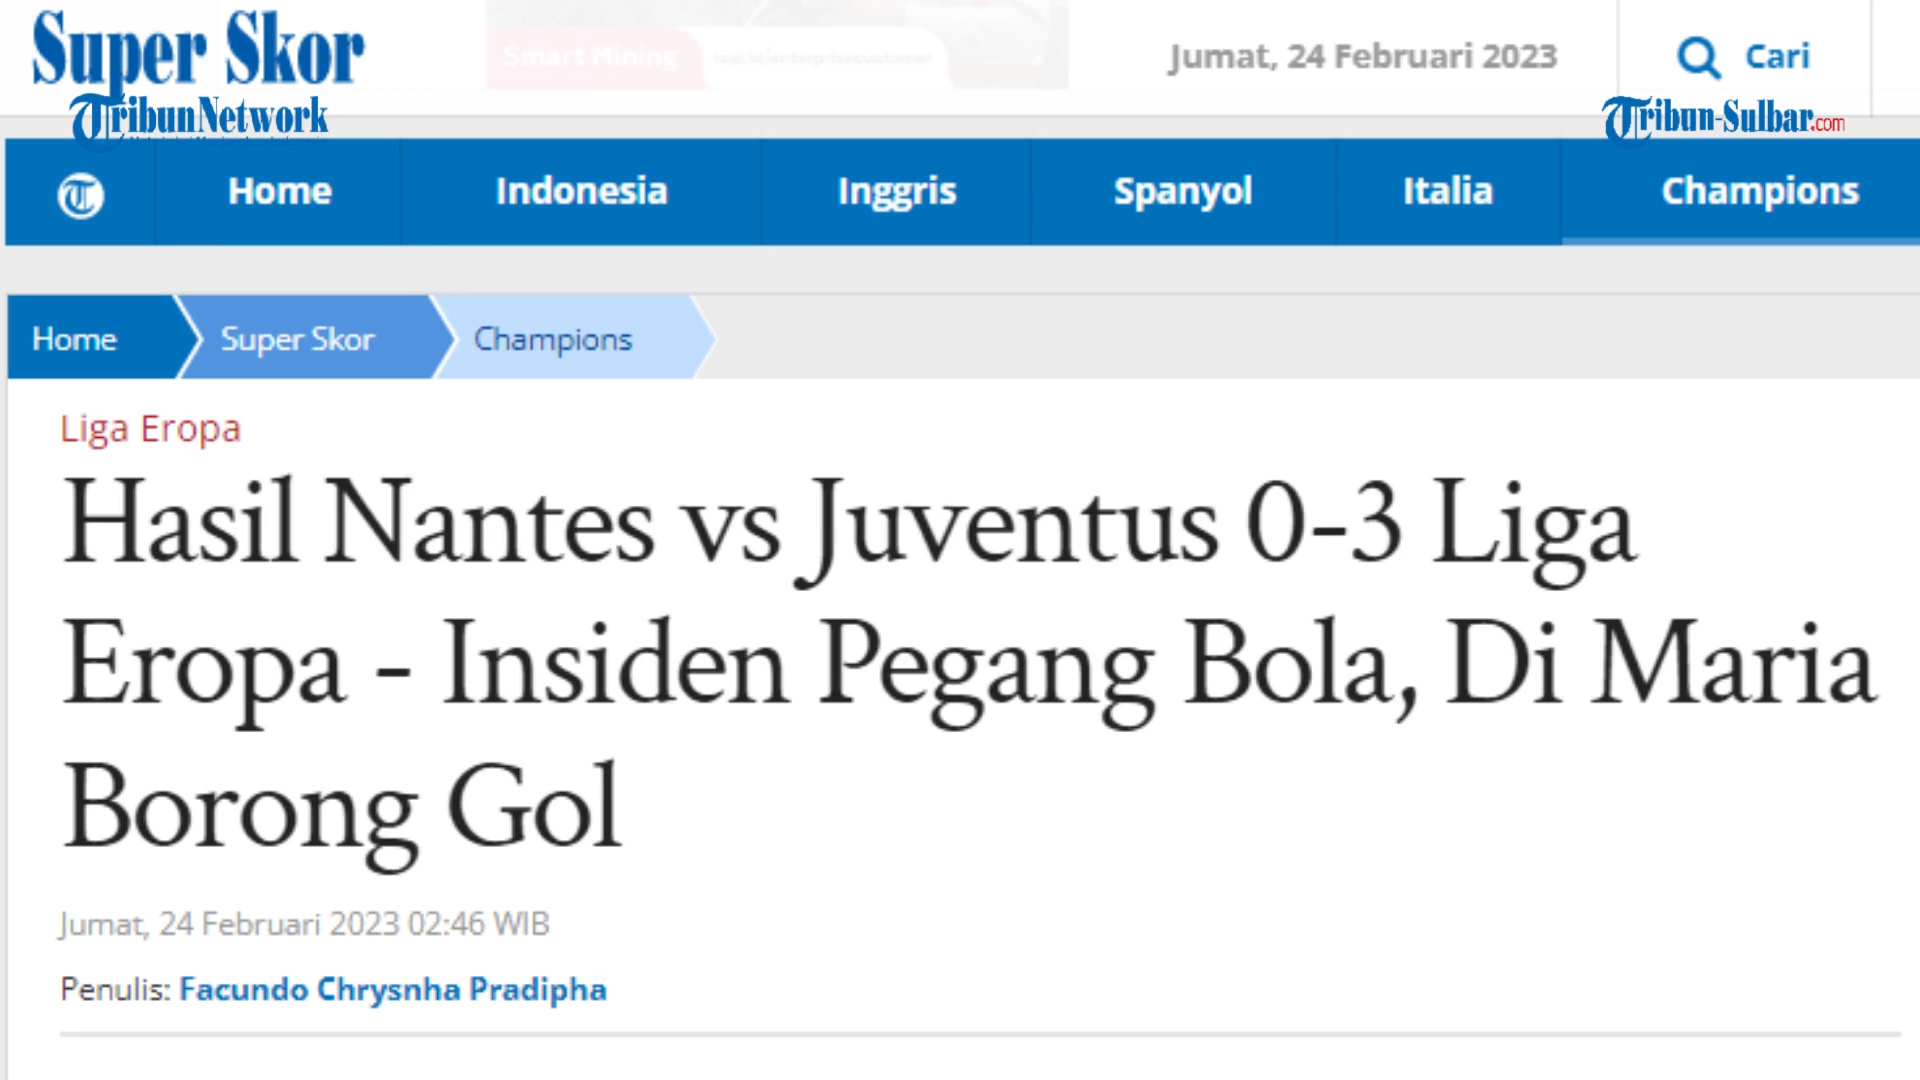 Super Skor
Smart Mining
Jumat, 24 Februari 2023
Cari
TribunNetwork
Tribun-Sulbar.com
Home
Indonesia
Inggris
Spanyol
Italia
Champions
Home
Super Skor
Champions
Liga Eropa
Hasil Nantes vs Juventus 0-3 Liga
Eropa - Insiden Pegang Bola, Di Maria
Borong Gol
Jumat, 24 Februari 2023 02:46 WIB
Penulis: Facundo Chrysnha Pradipha